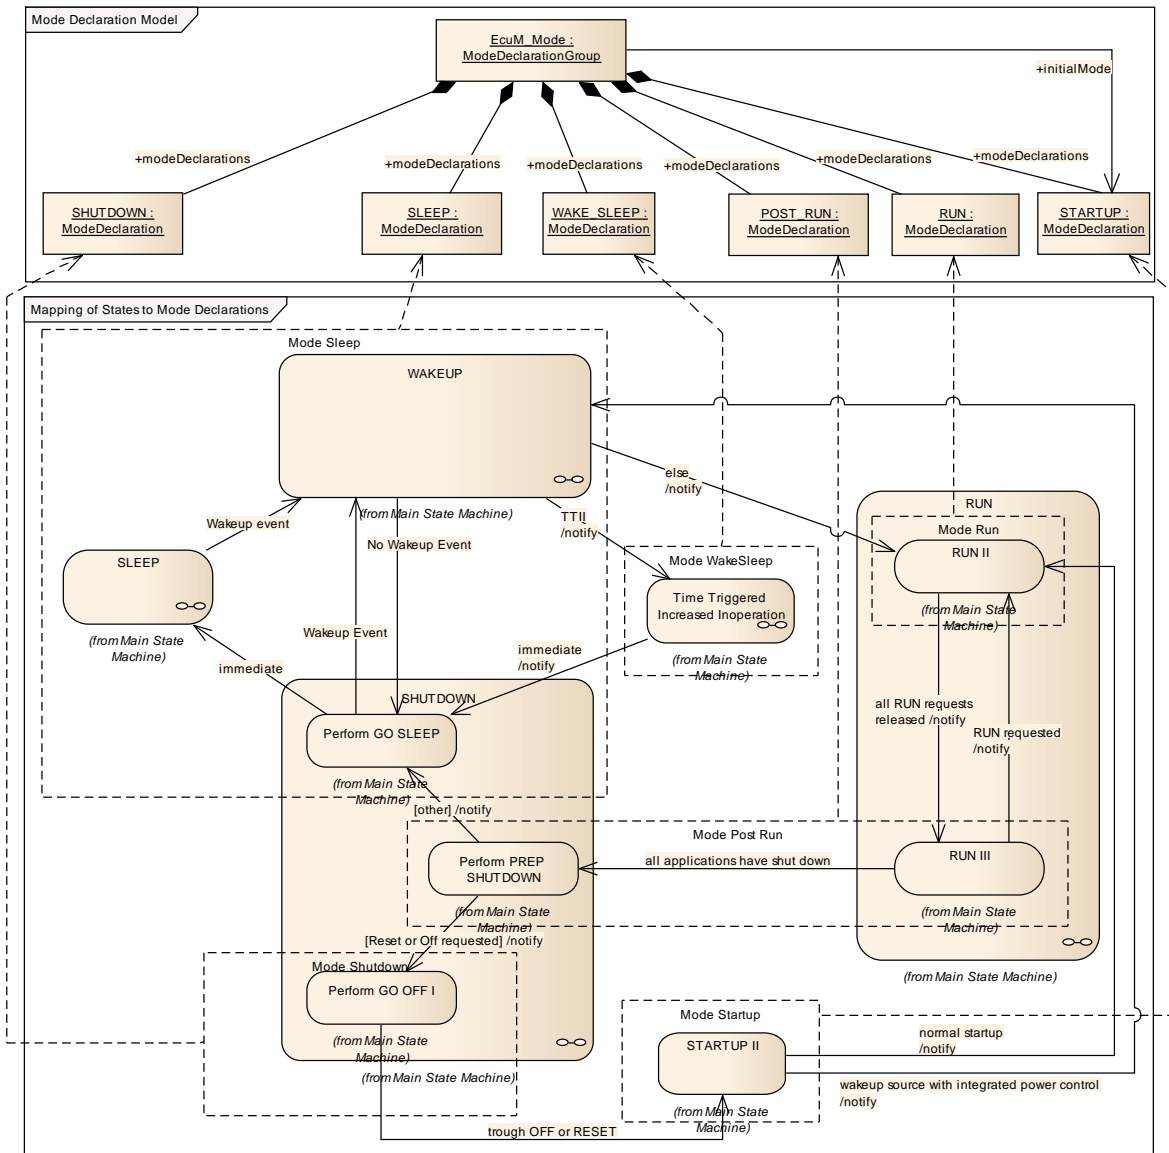 Mode Declaration Model
EcuM_Mode :
ModeDeclarationGroup
+initialMode
+modeDeclarations
+modeDeclarations
+modeDeclarations
+modeDeclarations
+modeDeclarations
+modeDeclarations
SHUTDOWN :
ModeDeclaration
SLEEP :
ModeDeclaration
WAKE_SLEEP :
ModeDeclaration
POST_RUN :
ModeDeclaration
RUN :
ModeDeclaration
STARTUP :
ModeDeclaration
Mapping of States to Mode Declarations
Mode Sleep
WAKEUP
(from Main State Machine)
else
/notify
TTII
/notify
Wakeup event
No Wakeup Event
SLEEP
(from Main State
Machine)
Wakeup Event
immediate
Mode WakeSleep
Time Triggered
Increased Inoperation
(from Main State
Machine)
immediate
/notify
RUN
Mode Run
RUN II
(from Main State
Machine)
all RUN requests
released /notify
RUN requested
/notify
SHUTDOWN
Perform GO SLEEP
(from Main State
Machine)
[other] /notify
Mode Post Run
Perform PREP
SHUTDOWN
(from Main State
Machine)
all applications have shut down
RUN III
(from Main State
Machine)
(from Main State Machine)
[Reset or Off requested] /notify
Mode Shutdown
Perform GO OFF I
(from Main State
Machine)
(from Main State Machine)
Mode Startup
STARTUP II
(from Main State
Machine)
normal startup
/notify
wakeup source with integrated power control
/notify
trough OFF or RESET